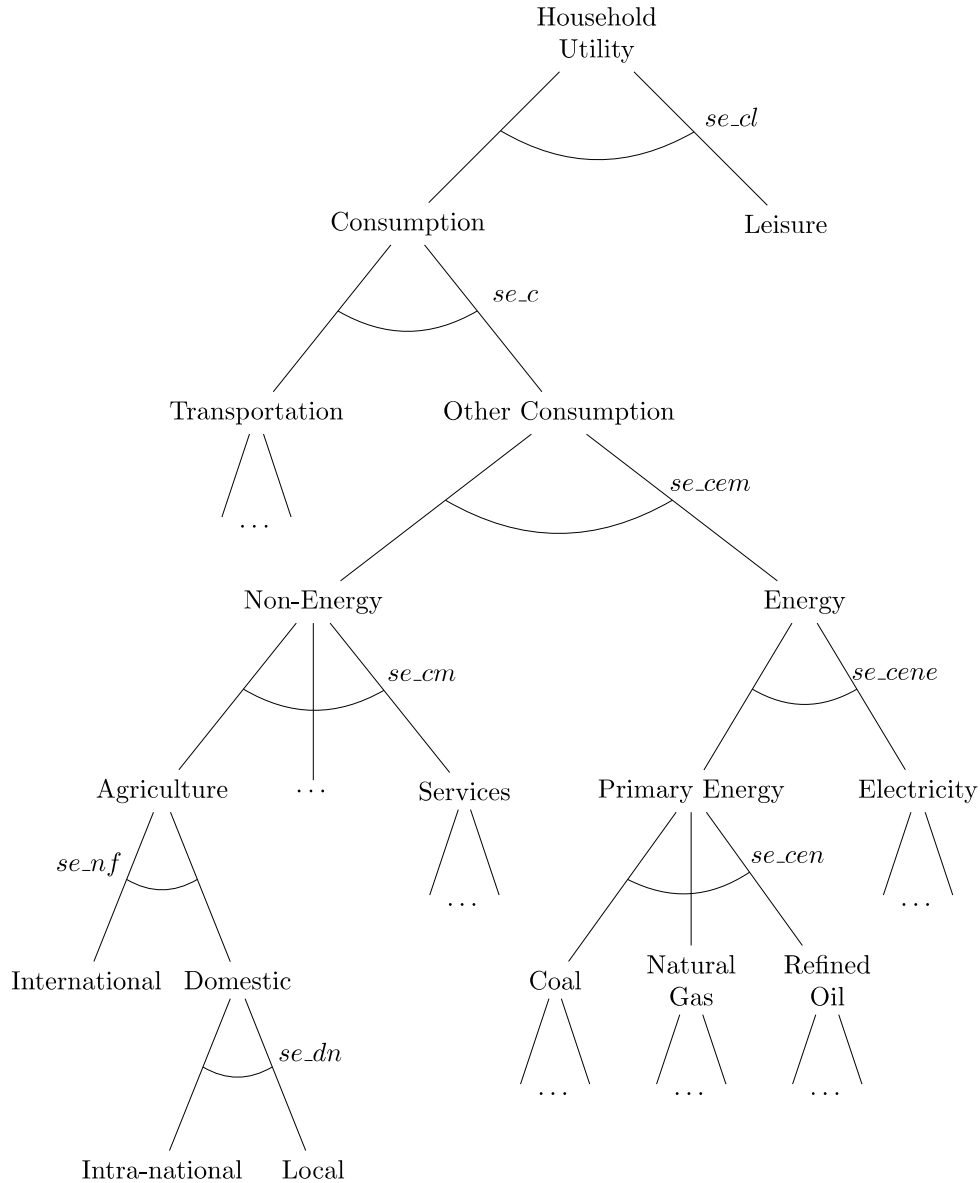 Household
Utility
se_cl
Consumption
Leisure
se_c
Transportation
Other Consumption
se_cem
...
Non-Energy
Energy
se_cm
se_cene
Agriculture
...
Services
Primary Energy
Electricity
se_nf
se_cen
...
...
International
Domestic
Coal
Natural
Gas
Refined
Oil
se_dn
...
...
...
Intra-national
Local